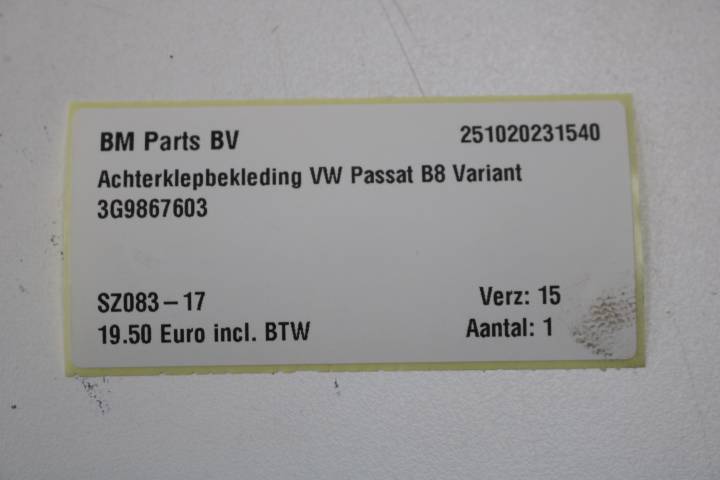 BM Parts BV 251020231540
Achterklepbekleding VW Passat B8 Variant
3G9867603
SZ083-17 Verz: 15
19.50 Euro incl. BTW Aantal: 1